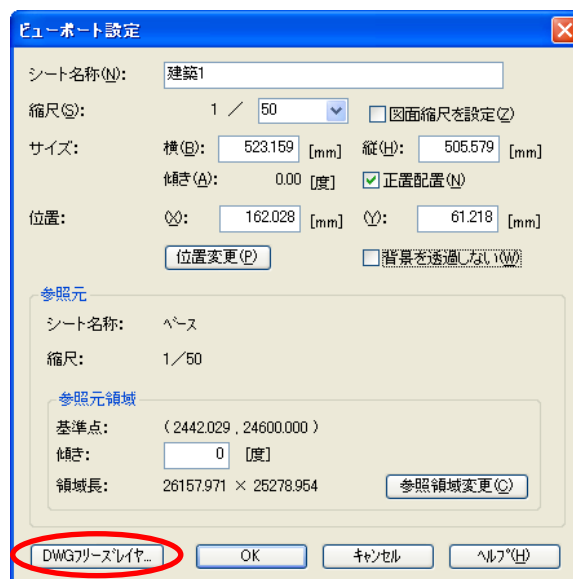 ビューポート設定
シート名称(N): 建築1
縮尺(S): 1 ／ 50 図面縮尺を設定(Z)
サイズ: 横(B): 523.159 [mm] 縦(H): 505.579 [mm]
傾き(A): 0.00 [度] 正置配置(N)
位置: (X): 162.028 [mm] (Y): 61.218 [mm]
位置変更(P) 背景を透過しない(W)
参照元
シート名称: ﾍﾞｰｽ
縮尺: 1／50
参照元領域
基準点: ( 2442.029 , 24600.000 )
傾き: 0 [度]
領域長: 26157.971 × 25278.954 参照領域変更(C)
DWGﾌﾘｰｽﾞﾚｲﾔ... OK ｷｬﾝｾﾙ ﾍﾙﾌﾟ(H)